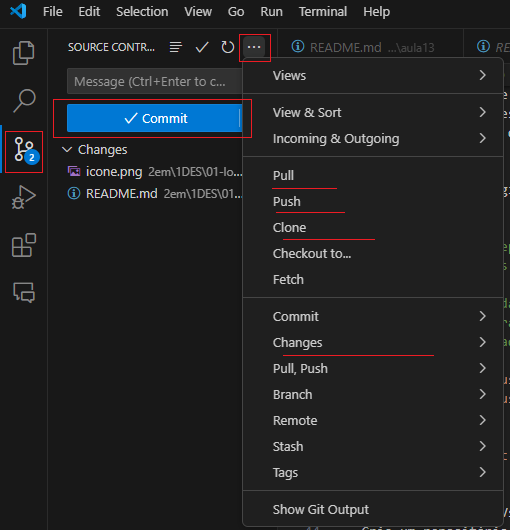 File Edit Selection View Go Run Terminal Help
SOURCE CONTR...
README.md ...\aula13
Message (Ctrl+Enter to c...
Commit
2
Changes
icone.png 2em\1DES\01-lo...
README.md 2em\1DES\01...
Views
View & Sort
Incoming & Outgoing
Pull
Push
Clone
Checkout to...
Fetch
Commit
Changes
Pull, Push
Branch
Remote
Stash
Tags
Show Git Output